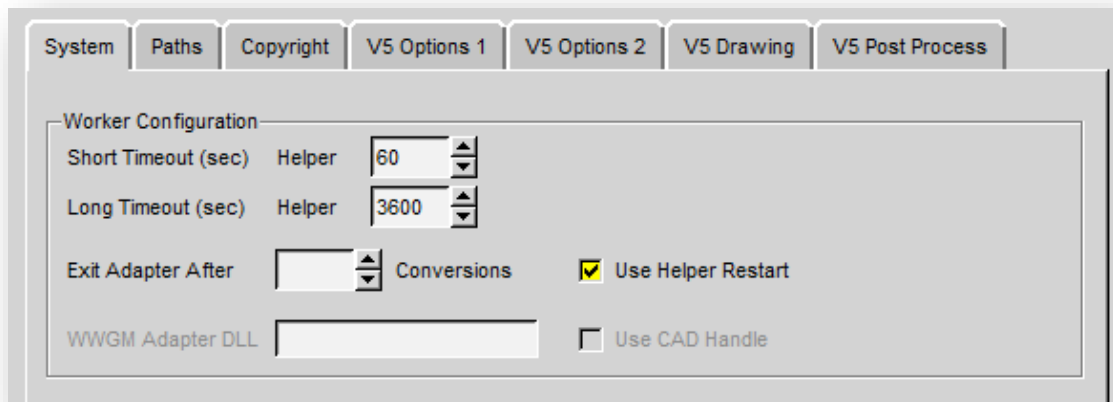 System Paths Copyright V5 Options 1 V5 Options 2 V5 Drawing V5 Post Process
Worker Configuration
Short Timeout (sec) Helper 60
Long Timeout (sec) Helper 3600
Exit Adapter After Conversions Use Helper Restart
WWGM Adapter DLL Use CAD Handle